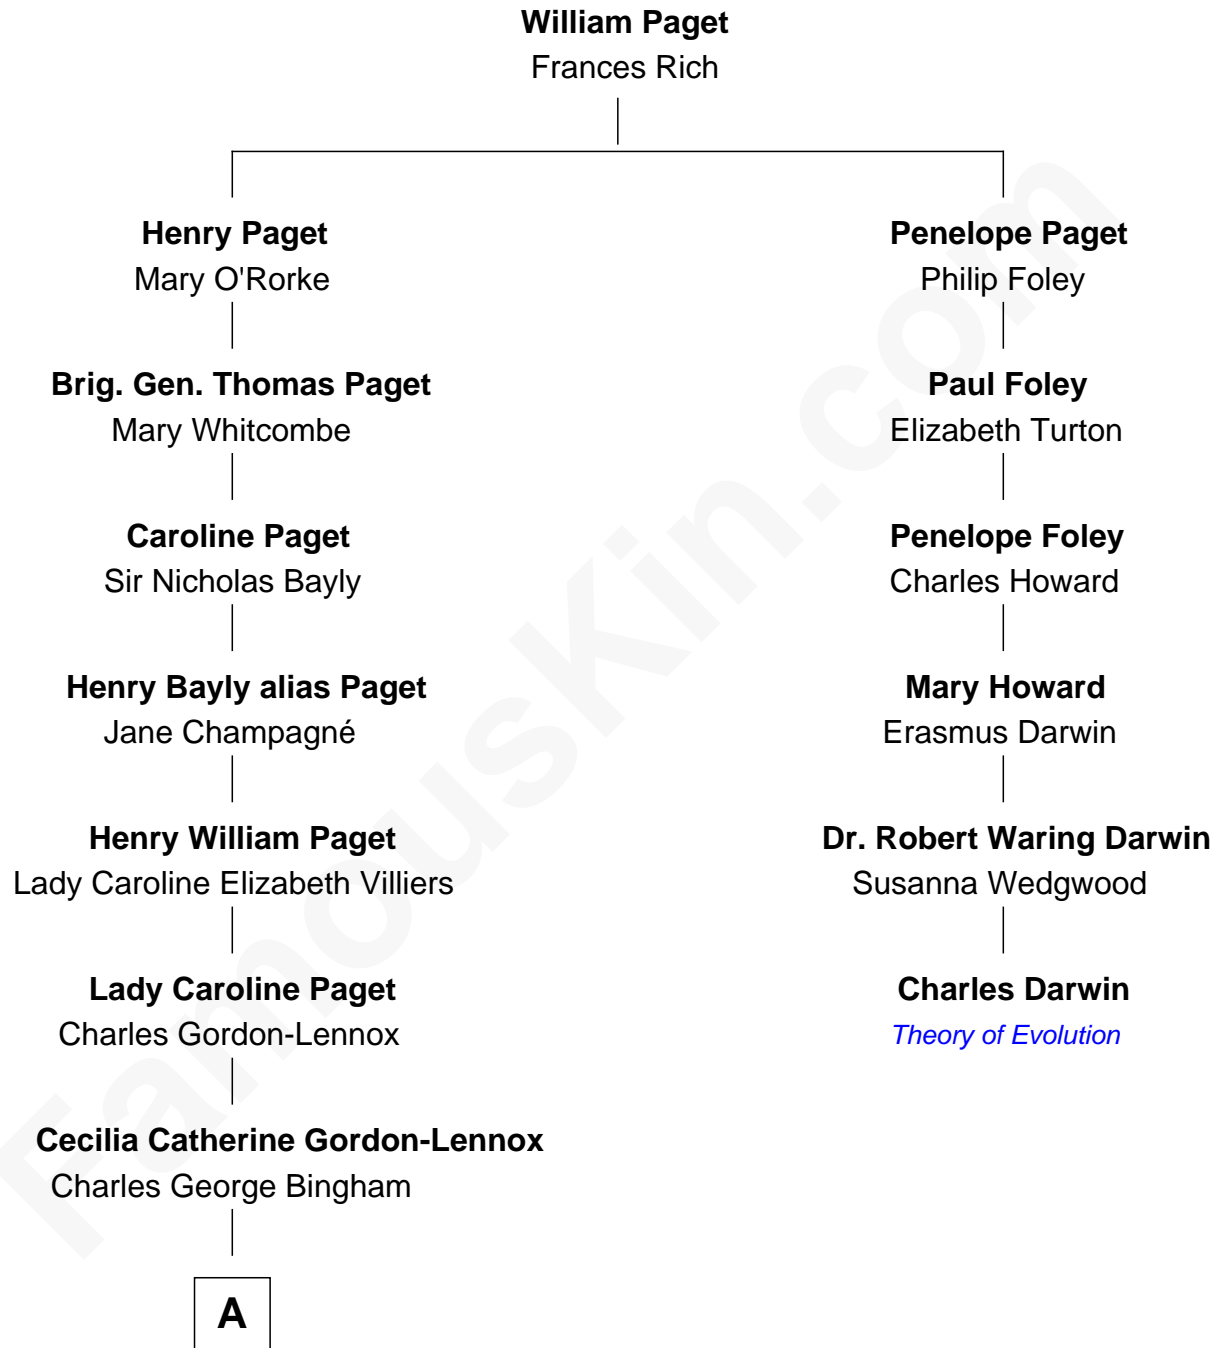 William Paget
Frances Rich
Henry Paget
Mary O'Rorke
Penelope Paget
Philip Foley
Brig. Gen. Thomas Paget
Mary Whitcombe
Paul Foley
Elizabeth Turton
Caroline Paget
Sir Nicholas Bayly
Penelope Foley
Charles Howard
Henry Bayly alias Paget
Jane Champagné
Mary Howard
Erasmus Darwin
Henry William Paget
Lady Caroline Elizabeth Villiers
Dr. Robert Waring Darwin
Susanna Wedgwood
Lady Caroline Paget
Charles Gordon-Lennox
Charles Darwin
Theory of Evolution
Cecilia Catherine Gordon-Lennox
Charles George Bingham
A
FamousKin.com